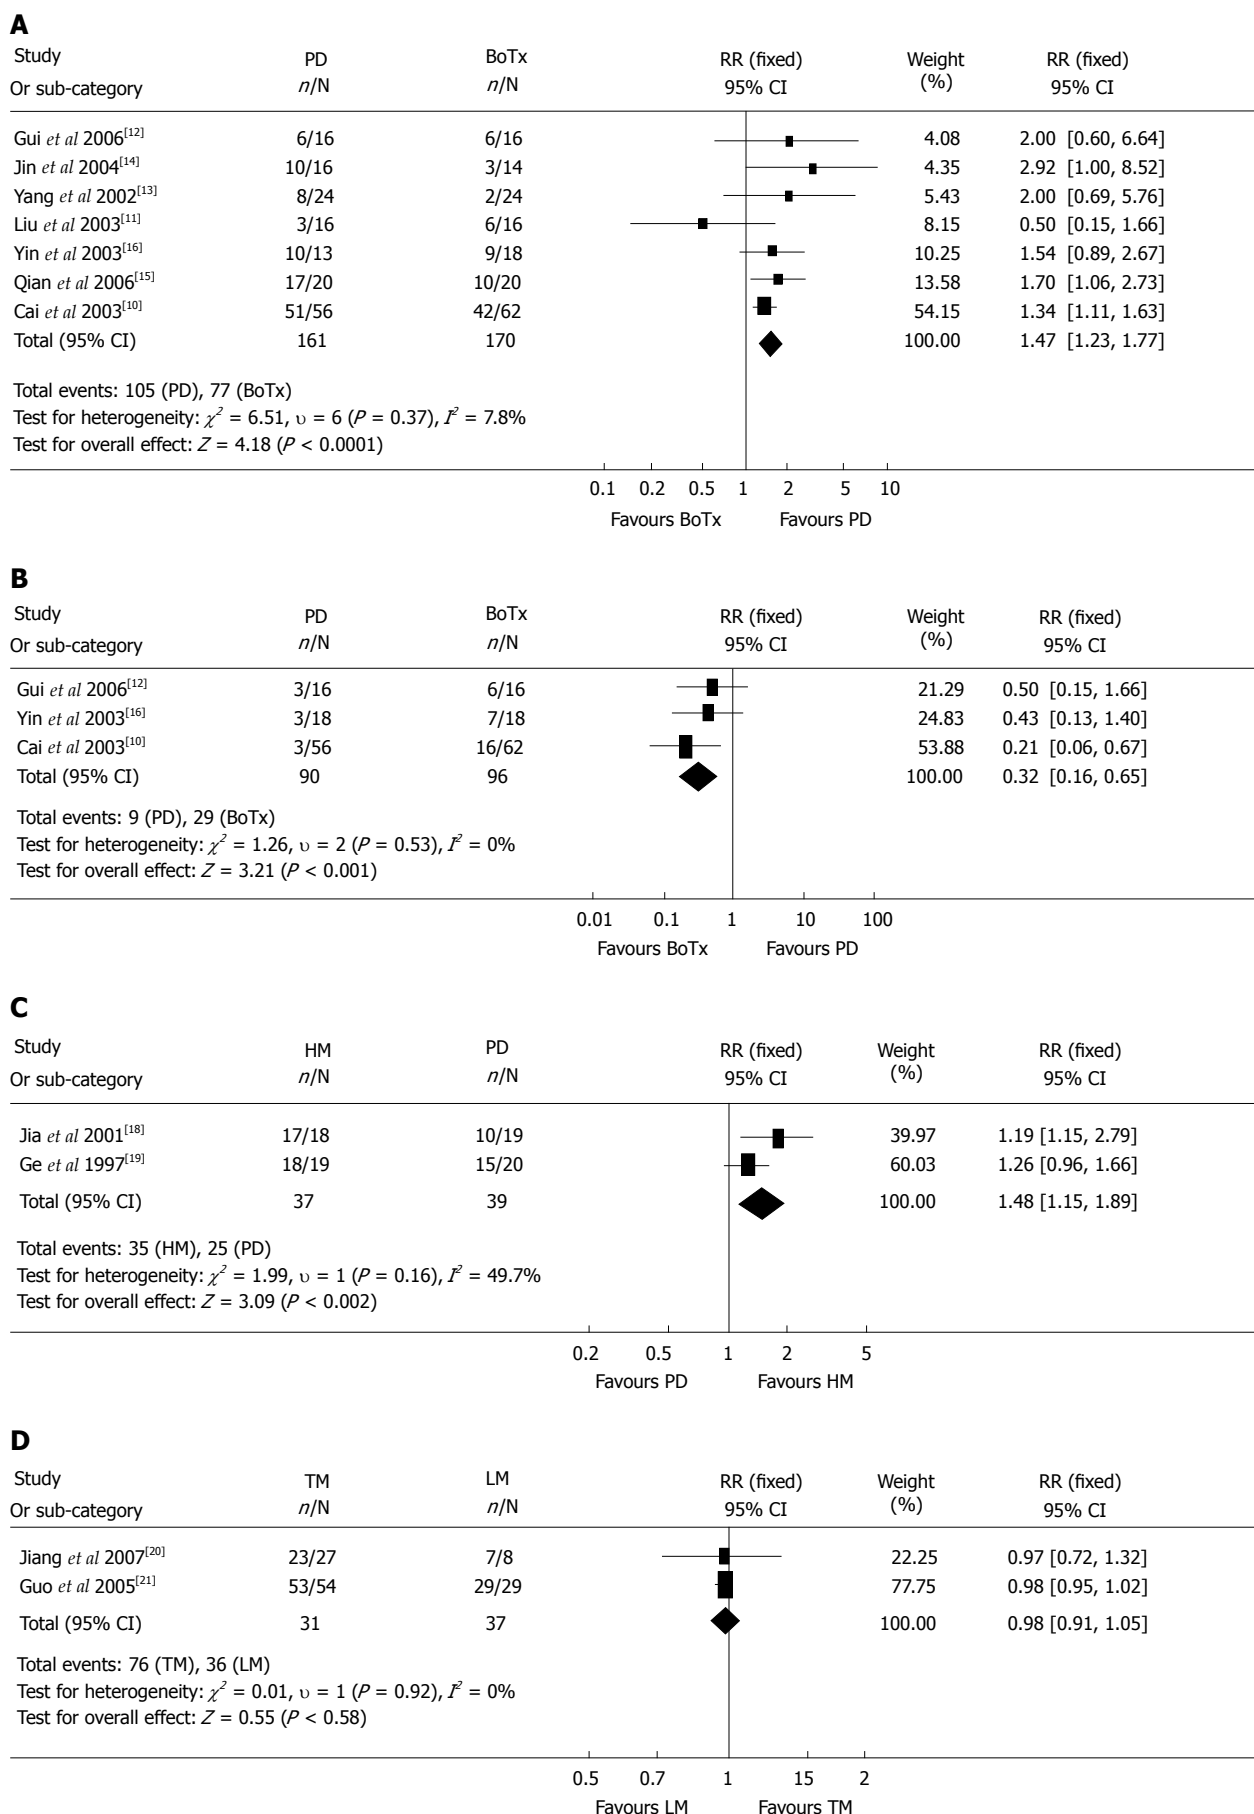 A
Study PD BoTx RR (fixed) Weight RR (fixed)
Or sub-category n/N n/N 95% CI (%) 95% CI
Gui et al 2006[12] 6/16 6/16 4.08 2.00 [0.60, 6.64]
Jin et al 2004[14] 10/16 3/14 4.35 2.92 [1.00, 8.52]
Yang et al 2002[13] 8/24 2/24 5.43 2.00 [0.69, 5.76]
Liu et al 2003[11] 3/16 6/16 8.15 0.50 [0.15, 1.66]
Yin et al 2003[16] 10/13 9/18 10.25 1.54 [0.89, 2.67]
Qian et al 2006[15] 17/20 10/20 13.58 1.70 [1.06, 2.73]
Cai et al 2003[10] 51/56 42/62 54.15 1.34 [1.11, 1.63]
Total (95% CI) 161 170 100.00 1.47 [1.23, 1.77]
Total events: 105 (PD), 77 (BoTx)
Test for heterogeneity: χ² = 6.51, υ = 6 (P = 0.37), I² = 7.8%
Test for overall effect: Z = 4.18 (P < 0.0001)
0.1 0.2 0.5 1 2 5 10
Favours BoTx Favours PD
B
Study PD BoTx RR (fixed) Weight RR (fixed)
Or sub-category n/N n/N 95% CI (%) 95% CI
Gui et al 2006[12] 3/16 6/16 21.29 0.50 [0.15, 1.66]
Yin et al 2003[16] 3/18 7/18 24.83 0.43 [0.13, 1.40]
Cai et al 2003[10] 3/56 16/62 53.88 0.21 [0.06, 0.67]
Total (95% CI) 90 96 100.00 0.32 [0.16, 0.65]
Total events: 9 (PD), 29 (BoTx)
Test for heterogeneity: χ² = 1.26, υ = 2 (P = 0.53), I² = 0%
Test for overall effect: Z = 3.21 (P < 0.001)
0.01 0.1 1 10 100
Favours BoTx Favours PD
C
Study HM PD RR (fixed) Weight RR (fixed)
Or sub-category n/N n/N 95% CI (%) 95% CI
Jia et al 2001[18] 17/18 10/19 39.97 1.19 [1.15, 2.79]
Ge et al 1997[19] 18/19 15/20 60.03 1.26 [0.96, 1.66]
Total (95% CI) 37 39 100.00 1.48 [1.15, 1.89]
Total events: 35 (HM), 25 (PD)
Test for heterogeneity: χ² = 1.99, υ = 1 (P = 0.16), I² = 49.7%
Test for overall effect: Z = 3.09 (P < 0.002)
0.2 0.5 1 2 5
Favours PD Favours HM
D
Study TM LM RR (fixed) Weight RR (fixed)
Or sub-category n/N n/N 95% CI (%) 95% CI
Jiang et al 2007[20] 23/27 7/8 22.25 0.97 [0.72, 1.32]
Guo et al 2005[21] 53/54 29/29 77.75 0.98 [0.95, 1.02]
Total (95% CI) 31 37 100.00 0.98 [0.91, 1.05]
Total events: 76 (TM), 36 (LM)
Test for heterogeneity: χ² = 0.01, υ = 1 (P = 0.92), I² = 0%
Test for overall effect: Z = 0.55 (P < 0.58)
0.5 0.7 1 15 2
Favours LM Favours TM